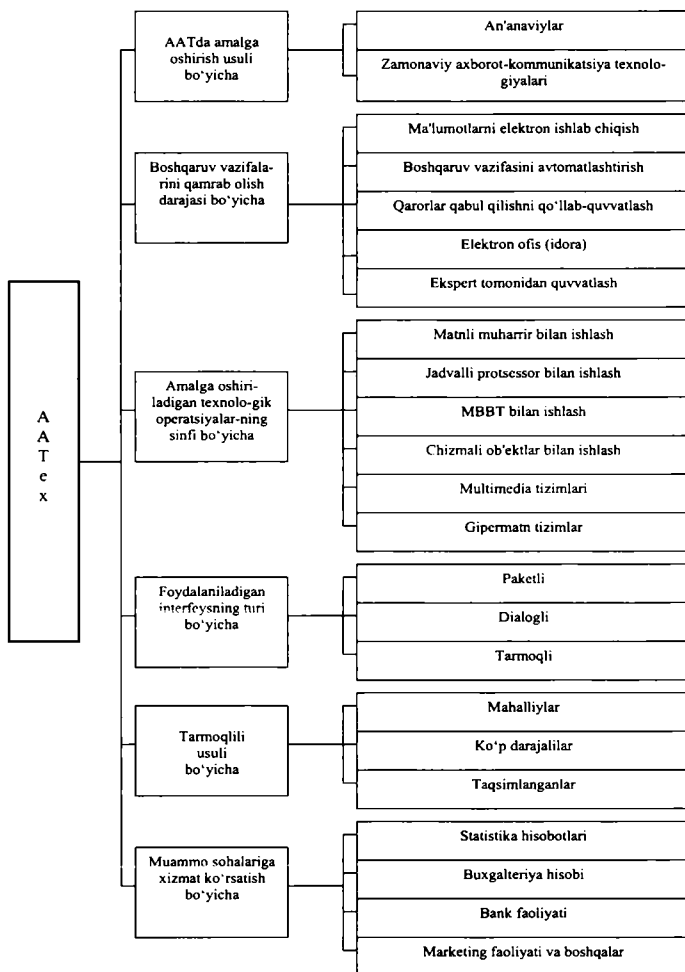 A
A
T
e
x
AATda amalga
oshirish usuli
bo‘yicha
An'anaviylar
Zamonaviy axborot-kommunikatsiya texnolo-
giyalari
Boshqaruv vazifala-
rini qamrab olish
darajasi bo‘yicha
Ma'lumotlarni elektron ishlab chiqish
Boshqaruv vazifasini avtomatlashtirish
Qarorlar qabul qilishni qo‘llab-quvvatlash
Elektron ofis (idora)
Ekspert tomonidan quvvatlash
Amalga oshiri-
ladigan texnolo-gik
operatsiyalar-ning
sinfi bo‘yicha
Matnli muharrir bilan ishlash
Jadvalli protsessor bilan ishlash
MBBT bilan ishlash
Chizmali ob'ektlar bilan ishlash
Multimedia tizimlari
Gipermatn tizimlar
Foydalaniladigan
interfeysning turi
bo‘yicha
Paketli
Dialogli
Tarmoqli
Tarmoqlili
usuli
bo‘yicha
Mahalliylar
Ko‘p darajalilar
Taqsimlanganlar
Muammo sohalariga
xizmat ko‘rsatish
bo‘yicha
Statistika hisobotlari
Buxgalteriya hisobi
Bank faoliyati
Marketing faoliyati va boshqalar